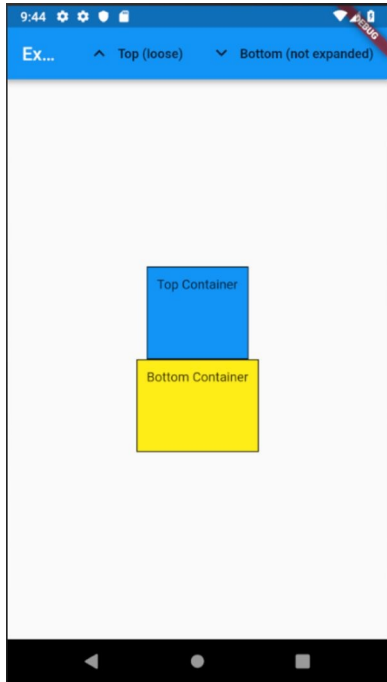 9:44
DEBUG
Ex... Top (loose) Bottom (not expanded)
Top Container
Bottom Container